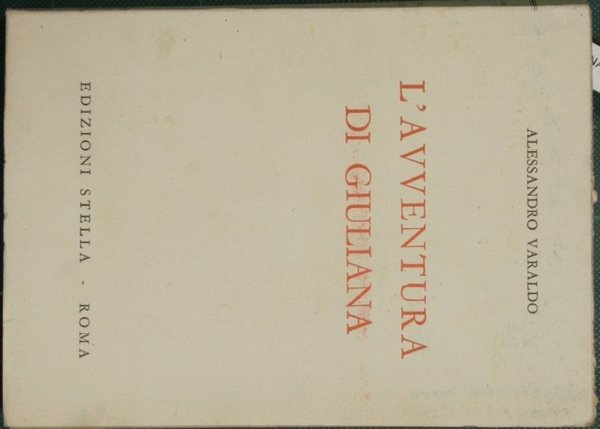 ALESSANDRO VARALDO
L'AVVENTURA
DI GIULIANA
EDIZIONI STELLA - ROMA